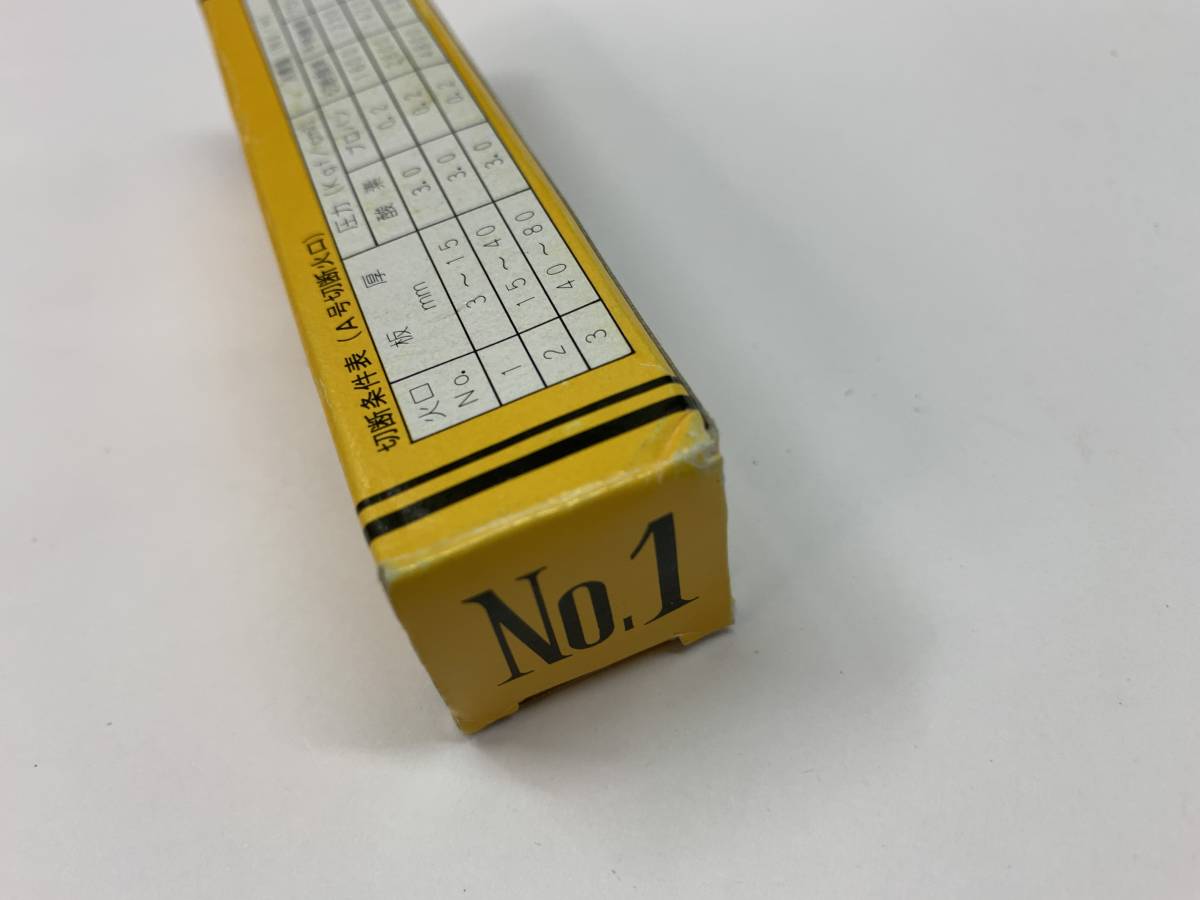 切断条件表 (A号切断火口)
火口 板 厚 圧力 (Kgf/cm²)
No. mm 酸 素 プロパン
1 3～15 3.0 0.2
2 15～40 3.0 0.2
3 40～80 3.0 0.2
No.1